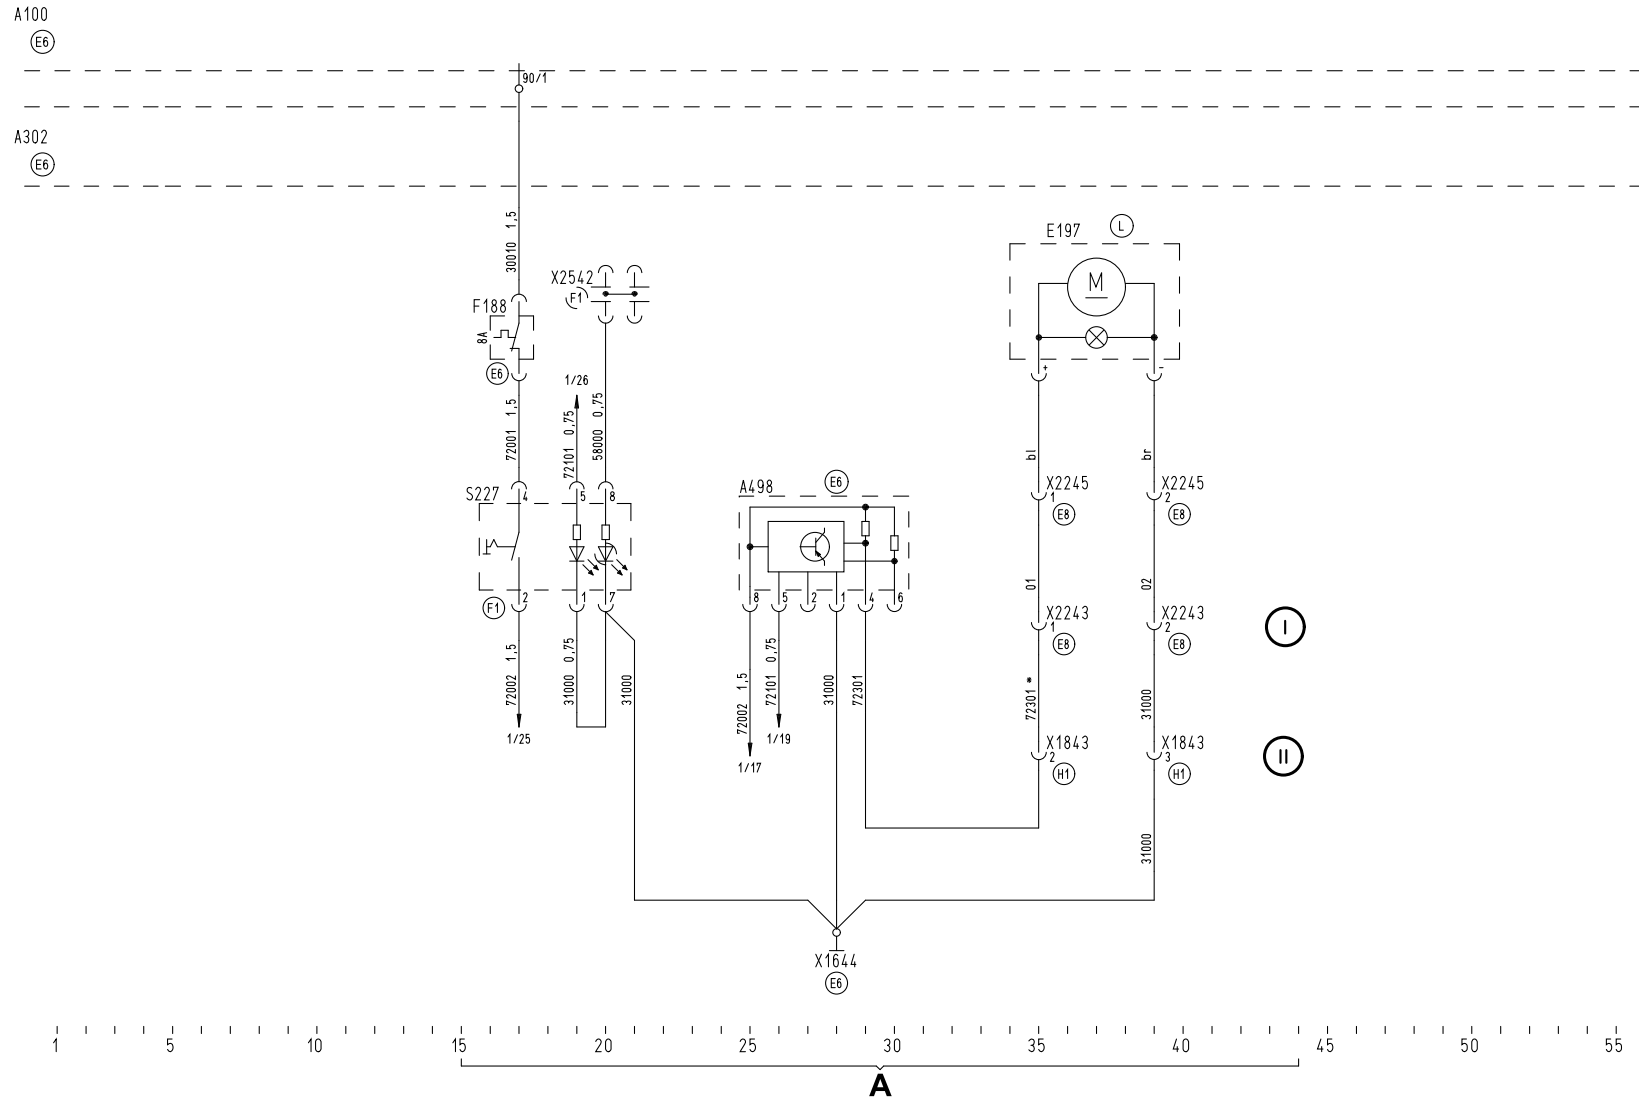 A100
E6
90/1
A302
E6
30010 1,5
F188
8A
E6
X2542
F1
E197
L
M
+
-
1/26
72001 1,5
72101 0,75
58000 0,75
bl
br
S227
4
5
8
A498
E6
X2245
1
E8
X2245
2
E8
F1
2
1
7
8
5
2
1
4
6
01
02
X2243
1
E8
X2243
2
E8
I
72002 1,5
31000 0,75
31000
72002 1,5
72101 0,75
31000
72301
72301 *
31000
1/25
1/19
1/17
X1843
2
H1
X1843
3
H1
II
31000
X1644
E6
1 5 10 15 20 25 30 35 40 45 50 55
A